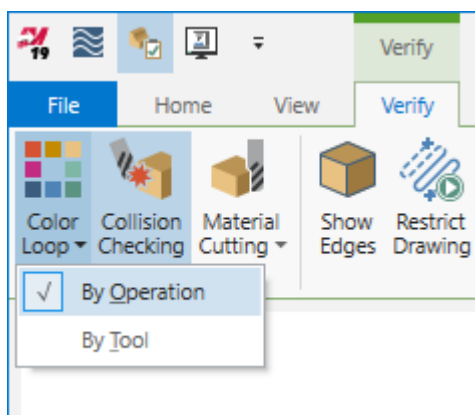 19
Verify
File Home View Verify
Color Collision Material Show Restrict
Loop Checking Cutting Edges Drawing
√ By Operation
By Tool